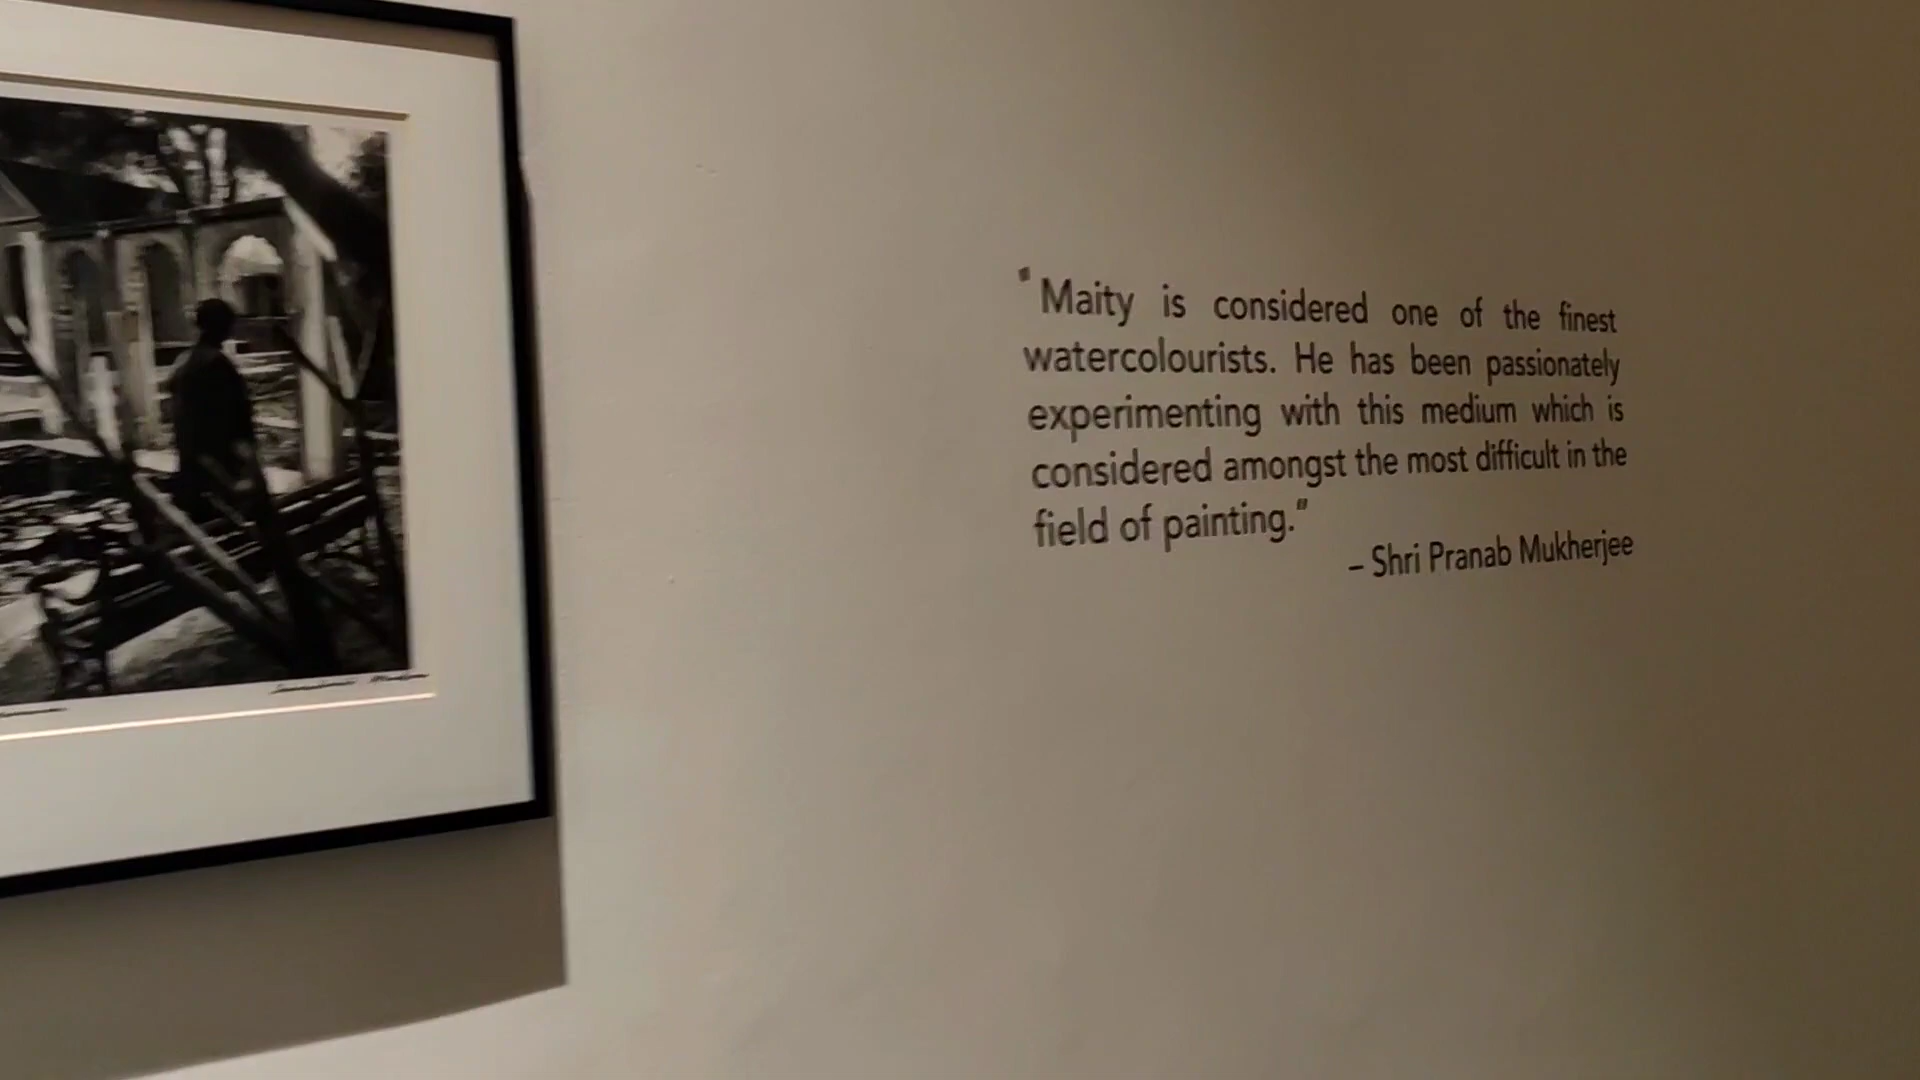 "Maity is considered one of the finest
watercolourists. He has been passionately
experimenting with this medium which is
considered amongst the most difficult in the
field of painting."
– Shri Pranab Mukherjee